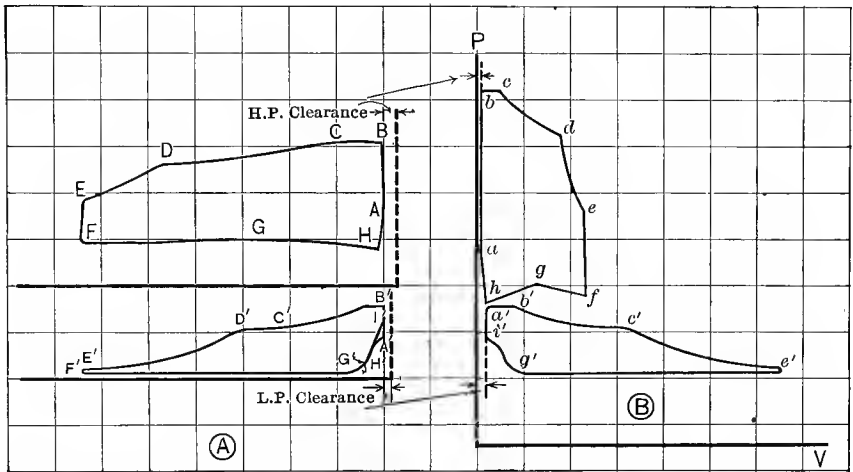 P
H.P. Clearance
c
b
C
B
D
d
E
A
e
F
G
H
a
g
h
f
B'
I
D'
C'
a'
b'
i'
c'
A
G'
H
E'
F'
g'
e'
L.P. Clearance
A
B
V